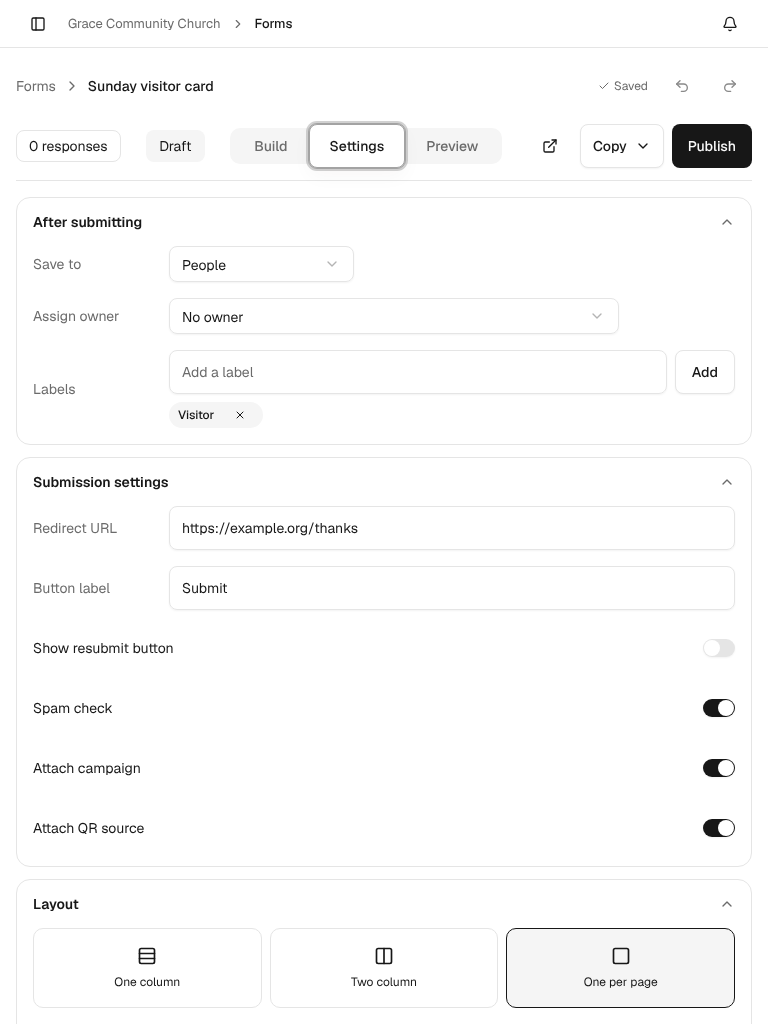 Grace Community Church > Forms
Forms > Sunday visitor card
Saved
0 responses
Draft
Build
Settings
Preview
Copy
Publish
After submitting
Save to
People
Assign owner
No owner
Labels
Add a label
Add
Visitor
Submission settings
Redirect URL
https://example.org/thanks
Button label
Submit
Show resubmit button
Spam check
Attach campaign
Attach QR source
Layout
One column
Two column
One per page